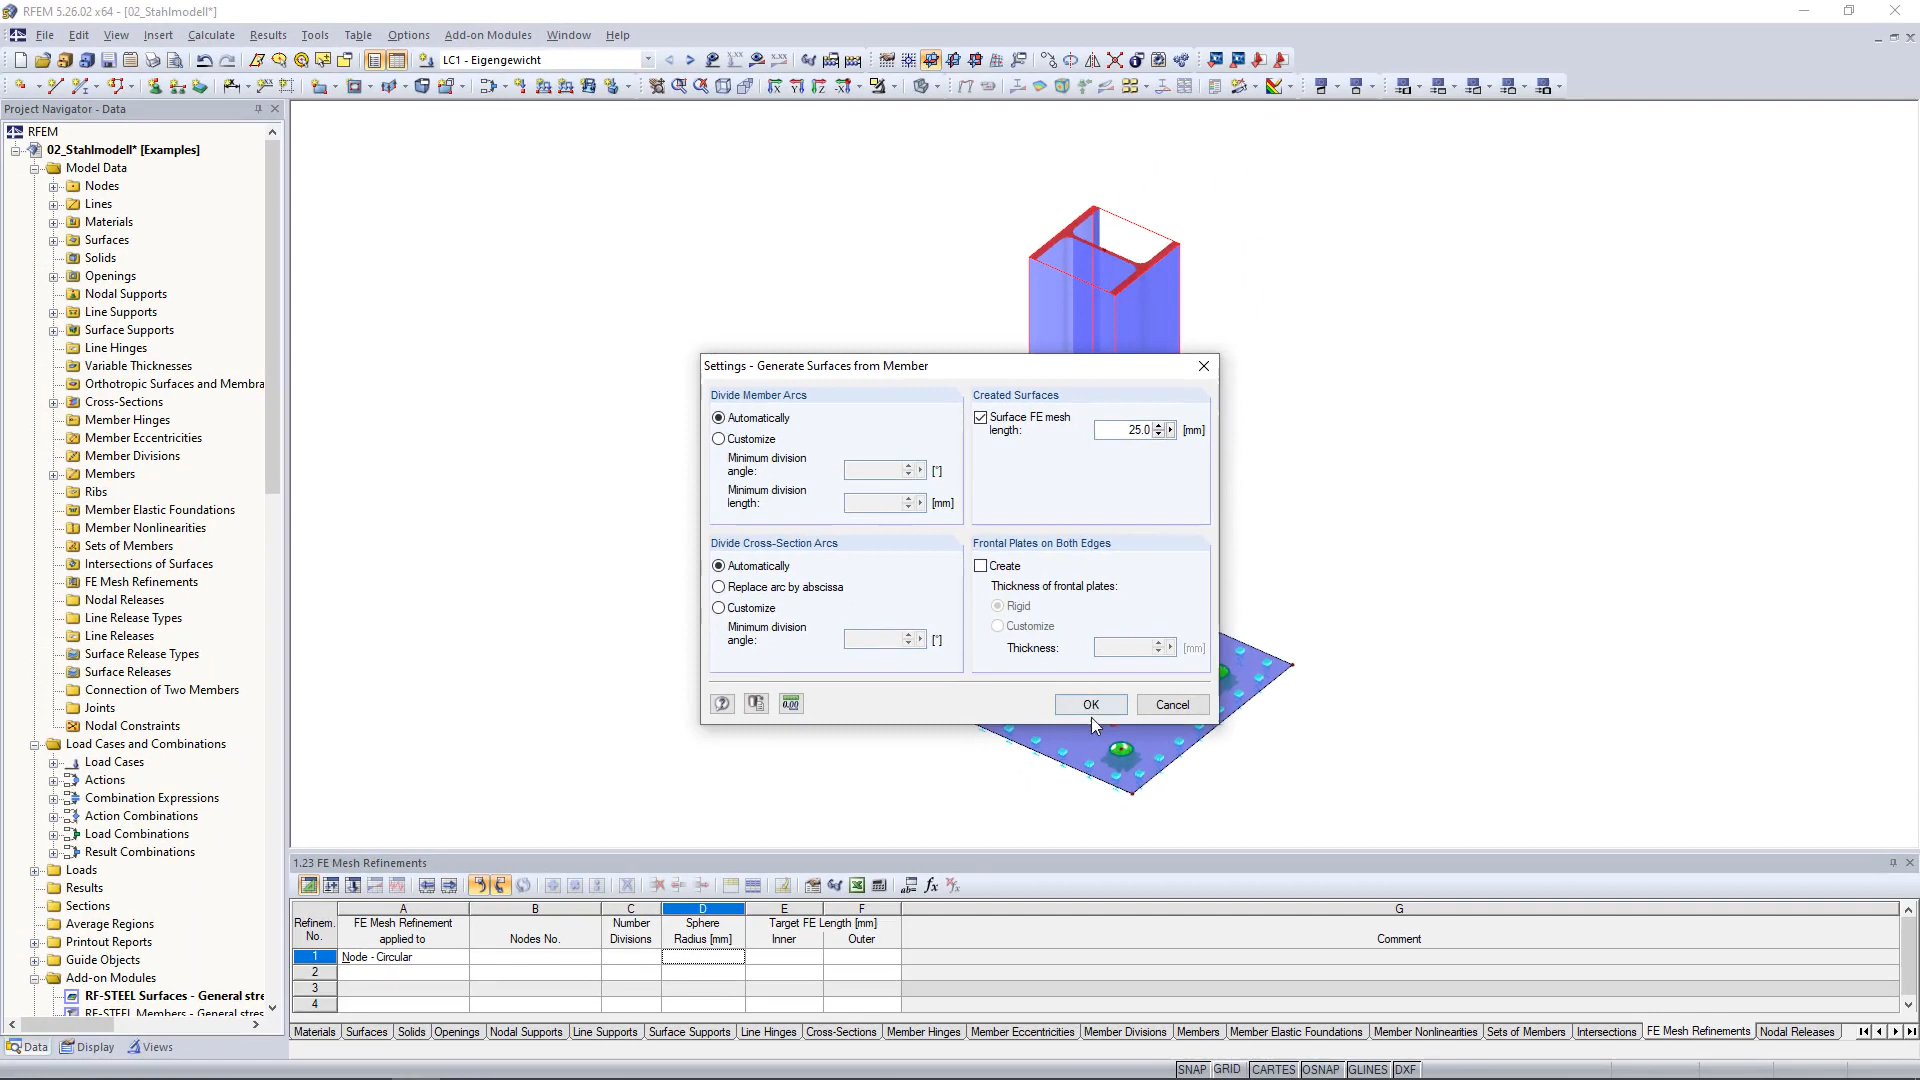 RFEM 5.26.02 x64 - [02_Stahlmodell*]
File Edit View Insert Calculate Results Tools Table Options Add-on Modules Window Help
LC1 - Eigengewicht
Project Navigator - Data
RFEM
02_Stahlmodell* [Examples]
Model Data
Nodes
Lines
Materials
Surfaces
Solids
Openings
Nodal Supports
Line Supports
Surface Supports
Line Hinges
Variable Thicknesses
Orthotropic Surfaces and Membra
Cross-Sections
Member Hinges
Member Eccentricities
Member Divisions
Members
Ribs
Member Elastic Foundations
Member Nonlinearities
Sets of Members
Intersections of Surfaces
FE Mesh Refinements
Nodal Releases
Line Release Types
Line Releases
Surface Release Types
Surface Releases
Connection of Two Members
Joints
Nodal Constraints
Load Cases and Combinations
Load Cases
Actions
Combination Expressions
Action Combinations
Load Combinations
Result Combinations
Loads
Results
Sections
Average Regions
Printout Reports
Guide Objects
Add-on Modules
RF-STEEL Surfaces - General stre
RF-STEEL Members - General stres
Data Display Views
Settings - Generate Surfaces from Member
Divide Member Arcs
Automatically
Customize
Minimum division
angle: [°]
Minimum division
length: [mm]
Created Surfaces
Surface FE mesh
length: 25.0 [mm]
Divide Cross-Section Arcs
Automatically
Replace arc by abscissa
Customize
Minimum division
angle: [°]
Frontal Plates on Both Edges
Create
Thickness of frontal plates:
Rigid
Customize
Thickness: [mm]
OK Cancel
1.23 FE Mesh Refinements
A B C D E F G
Refinem. FE Mesh Refinement Number Sphere Target FE Length [mm]
No. applied to Nodes No. Divisions Radius [mm] Inner Outer Comment
1 Node - Circular
2
3
4
Materials Surfaces Solids Openings Nodal Supports Line Supports Surface Supports Line Hinges Cross-Sections Member Hinges Member Eccentricities Member Divisions Members Member Elastic Foundations Member Nonlinearities Sets of Members Intersections FE Mesh Refinements Nodal Releases
SNAP GRID CARTES OSNAP GLINES DXF